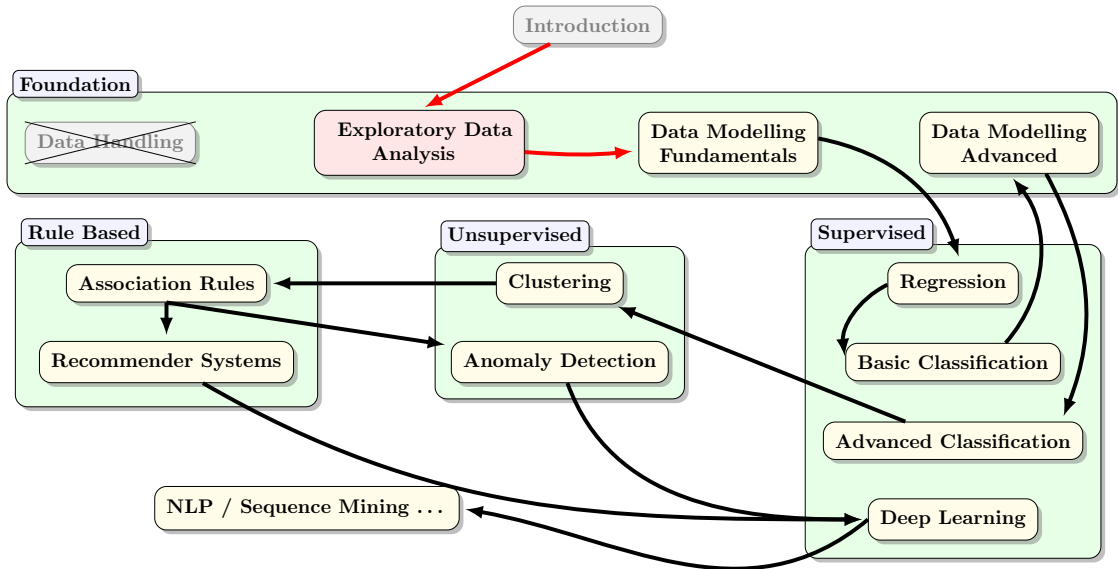 Introduction
Foundation
Data Handling
Exploratory Data
Analysis
Data Modelling
Fundamentals
Data Modelling
Advanced
Rule Based
Association Rules
Recommender Systems
Unsupervised
Clustering
Anomaly Detection
Supervised
Regression
Basic Classification
Advanced Classification
Deep Learning
NLP / Sequence Mining ...